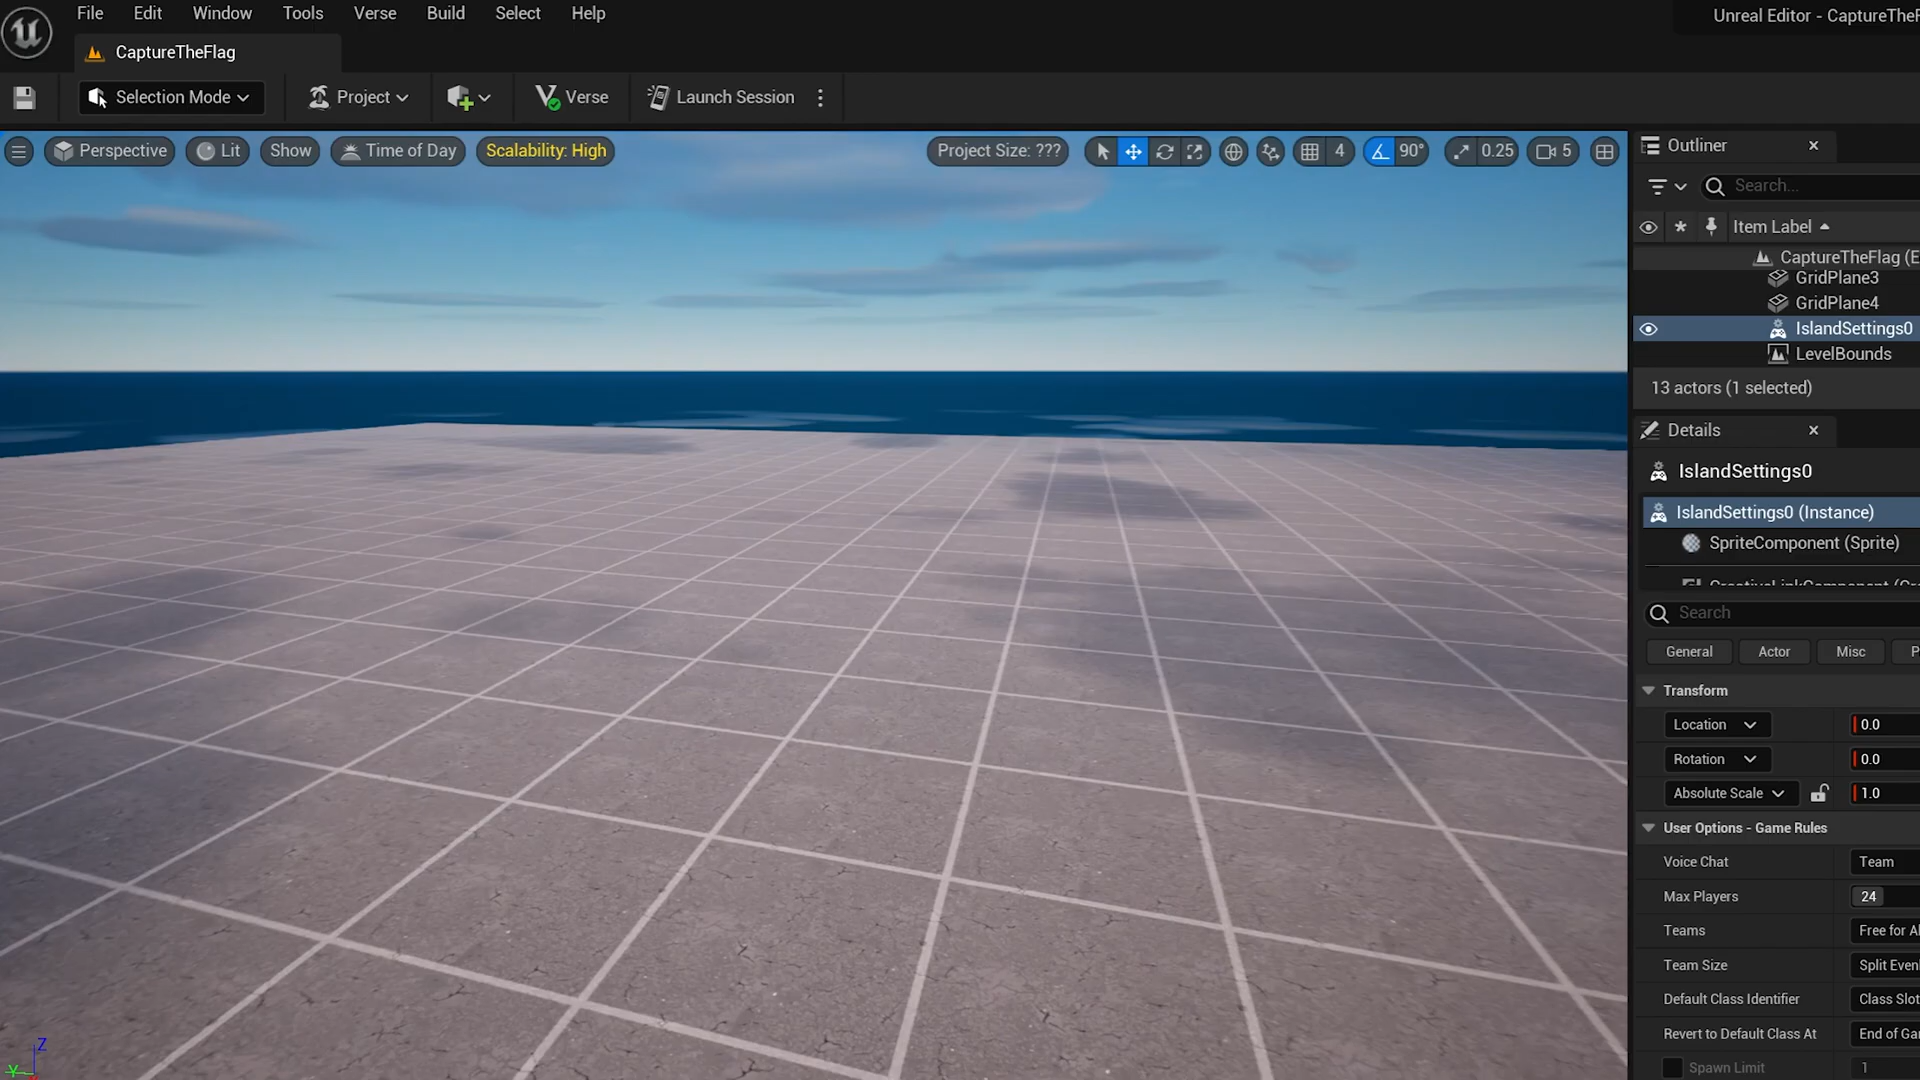 File Edit Window Tools Verse Build Select Help
Unreal Editor - CaptureTheF
CaptureTheFlag
Selection Mode Project Verse Launch Session
Perspective Lit Show Time of Day Scalability: High Project Size: ??? 4 90° 0.25 5
Outliner
Search...
Item Label
CaptureTheFlag (E
GridPlane3
GridPlane4
IslandSettings0
LevelBounds
13 actors (1 selected)
Details
IslandSettings0
IslandSettings0 (Instance)
SpriteComponent (Sprite)
Search
General Actor Misc P
Transform
Location 0.0
Rotation 0.0
Absolute Scale 1.0
User Options - Game Rules
Voice Chat Team
Max Players 24
Teams Free for Al
Team Size Split Evenl
Default Class Identifier Class Slot
Revert to Default Class At End of Ga
Spawn Limit 1
Z
Y